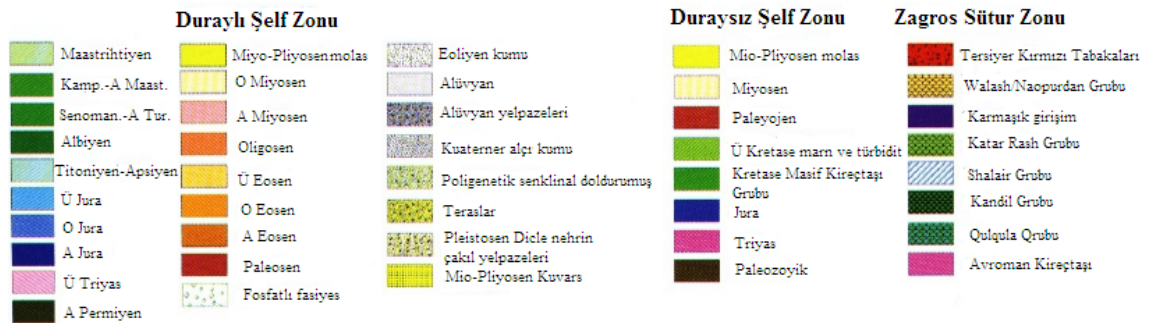 Duraylı Şelf Zonu
Maastrihtiyen
Kamp.-A Maast.
Senoman.-A Tur.
Albiyen
Titoniyen-Apsiyen
Ü Jura
O Jura
A Jura
Ü Triyas
A Permiyen
Miyo-Pliyosen molas
O Miyosen
A Miyosen
Oligosen
Ü Eosen
O Eosen
A Eosen
Paleosen
Fosfatlı fasiyes
Eoliyen kumu
Alüvyan
Alüvyan yelpazeleri
Kuaterner alçı kumu
Poligenetik senklinal doldurumuş
Teraslar
Pleistosen Dicle nehrin
çakıl yelpazeleri
Mio-Pliyosen Kuvars
Duraysız Şelf Zonu
Mio-Pliyosen molas
Miyosen
Paleyojen
Ü Kretase marn ve türbidit
Kretase Masif Kireçtaşı
Grubu
Jura
Triyas
Paleozoyik
Zagros Sütur Zonu
Tersiyer Kırmızı Tabakaları
Walash/Naopurdan Grubu
Karmaşık girişim
Katar Rash Grubu
Shalair Grubu
Kandil Grubu
Qulqula Qrubu
Avroman Kireçtaşı